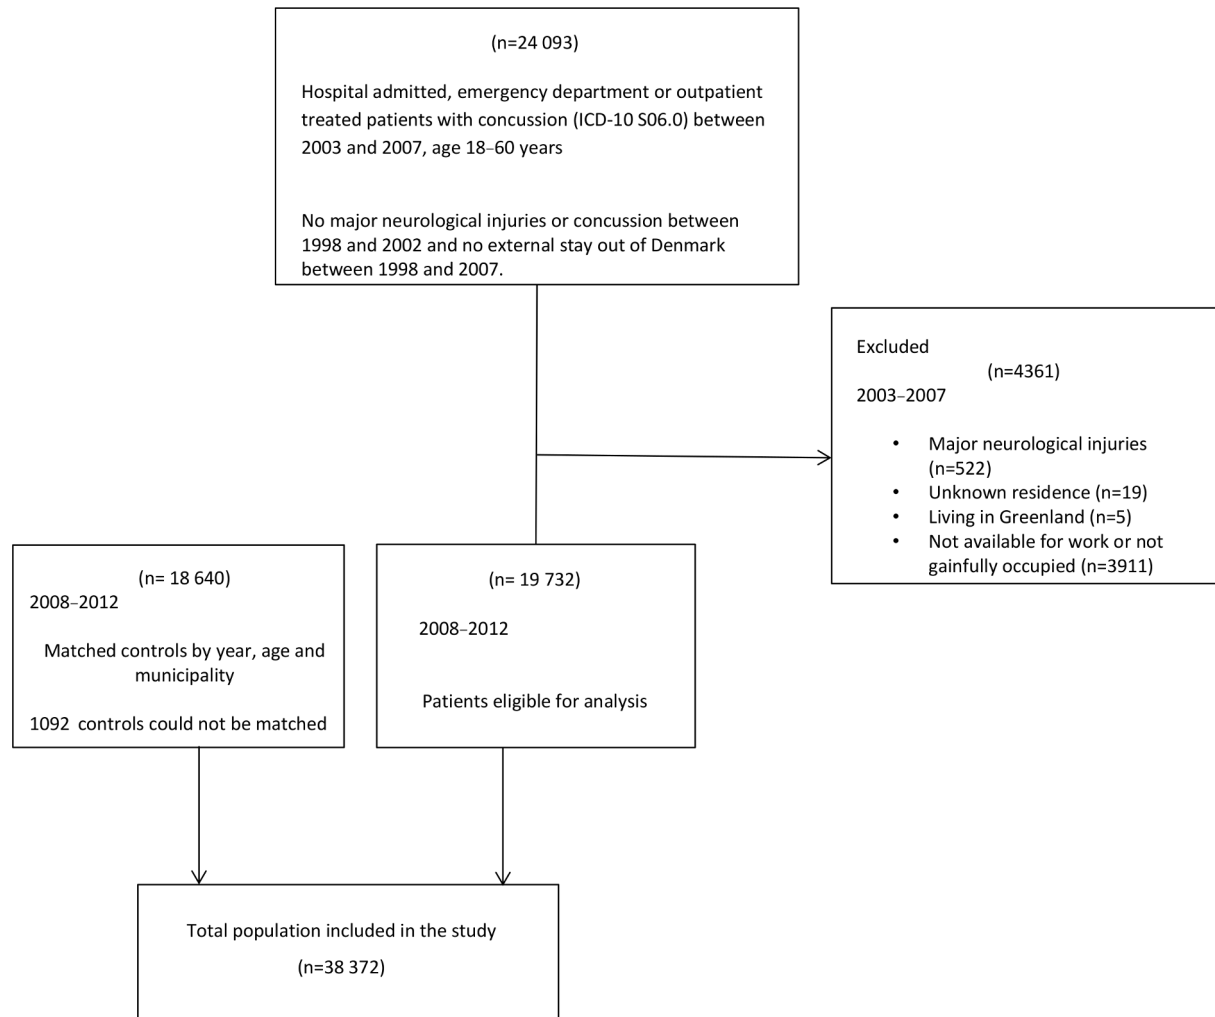 (n=24 093)
Hospital admitted, emergency department or outpatient
treated patients with concussion (ICD-10 S06.0) between
2003 and 2007, age 18–60 years
No major neurological injuries or concussion between
1998 and 2002 and no external stay out of Denmark
between 1998 and 2007.
Excluded
(n=4361)
2003–2007
• Major neurological injuries
(n=522)
• Unknown residence (n=19)
• Living in Greenland (n=5)
• Not available for work or not
gainfully occupied (n=3911)
(n= 18 640)
2008–2012
Matched controls by year, age and
municipality
1092 controls could not be matched
(n= 19 732)
2008–2012
Patients eligible for analysis
Total population included in the study
(n=38 372)